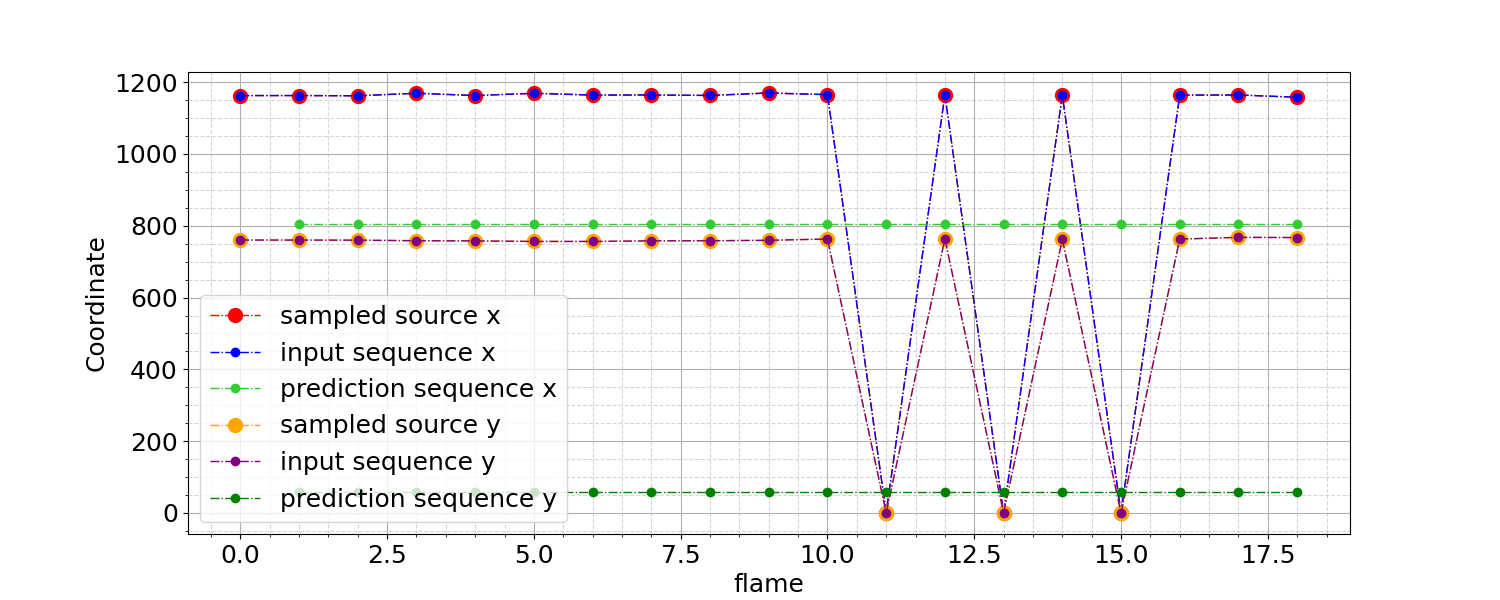 1200
1000
800
600
400
200
0
Coordinate
sampled source x
input sequence x
prediction sequence x
sampled source y
input sequence y
prediction sequence y
0.0 2.5 5.0 7.5 10.0 12.5 15.0 17.5
flame